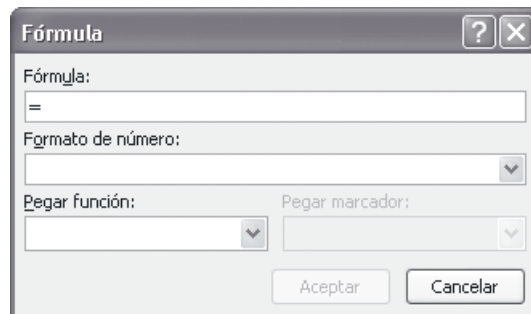 Fórmula
Fórmula:
=
Formato de número:
Pegar función: Pegar marcador:
Aceptar Cancelar